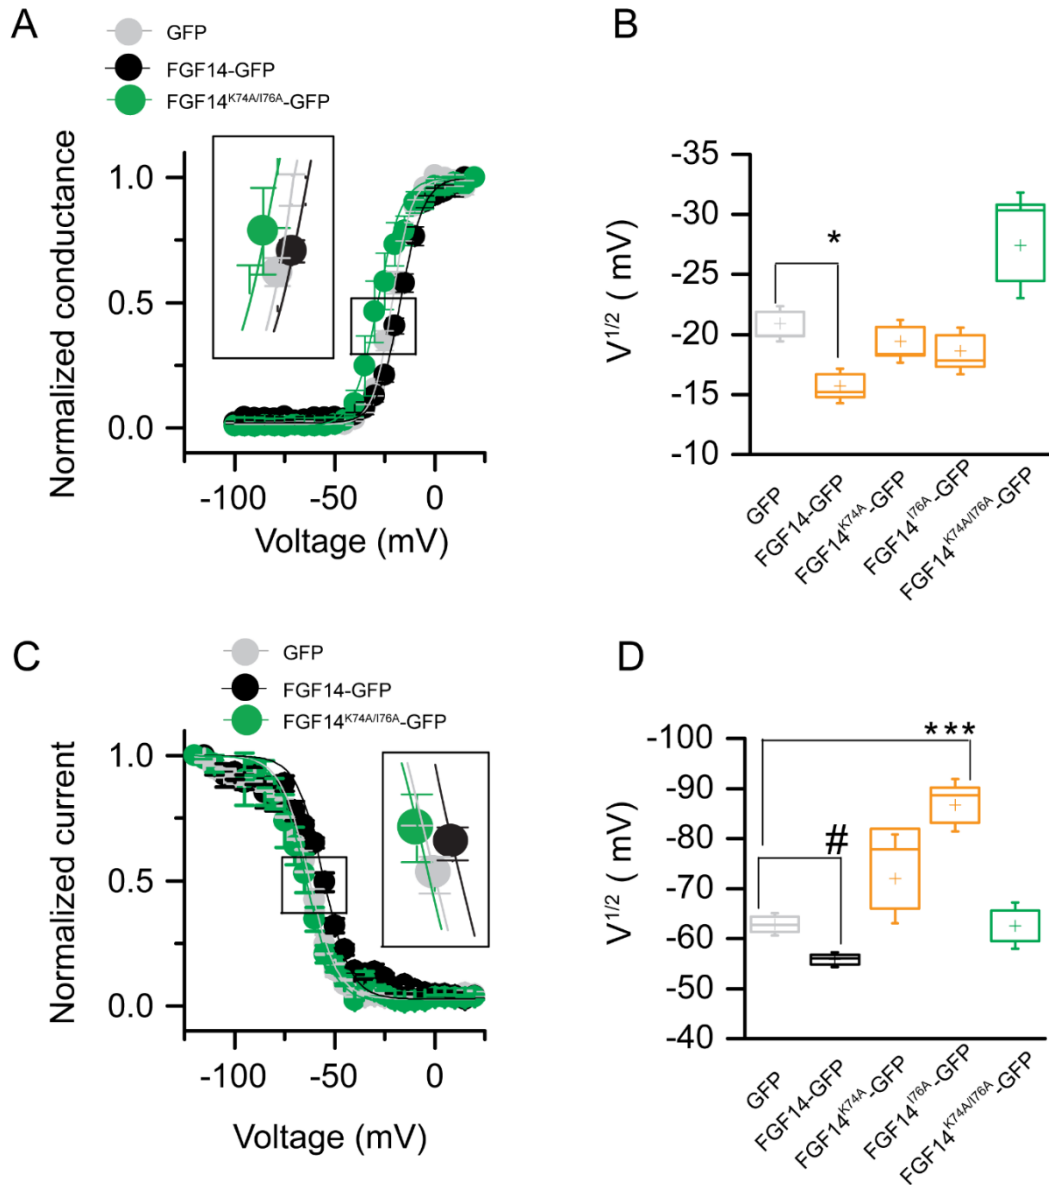 A
GFP
FGF14-GFP
FGF14K74A/I76A-GFP
Normalized conductance
1.0
0.5
0.0
-100
-50
0
Voltage (mV)
B
*
V1/2 ( mV)
-35
-30
-25
-20
-15
-10
GFP
FGF14-GFP
FGF14K74A-GFP
FGF14I76A-GFP
FGF14K74A/I76A-GFP
C
GFP
FGF14-GFP
FGF14K74A/I76A-GFP
Normalized current
1.0
0.5
0.0
-100
-50
0
Voltage (mV)
D
***
#
V1/2 ( mV)
-100
-90
-80
-70
-60
-50
-40
GFP
FGF14-GFP
FGF14K74A-GFP
FGF14I76A-GFP
FGF14K74A/I76A-GFP